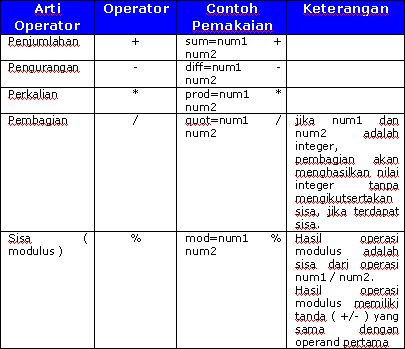 Arti Operator Contoh Keterangan
Operator Pemakaian
Penjumlahan + sum=num1 +
num2
Pengurangan - diff=num1 -
num2
Perkalian * prod=num1 *
num2
Pembagian / quot=num1 / jika num1 dan
num2 num2 adalah
integer,
pembagian akan
menghasilkan nilai
integer tanpa
mengikutsertakan
sisa, jika terdapat
sisa.
Sisa ( % mod=num1 % Hasil operasi
modulus ) num2 modulus adalah
sisa dari operasi
num1 / num2.
Hasil operasi
modulus memiliki
tanda ( +/- ) yang
sama dengan
operand pertama